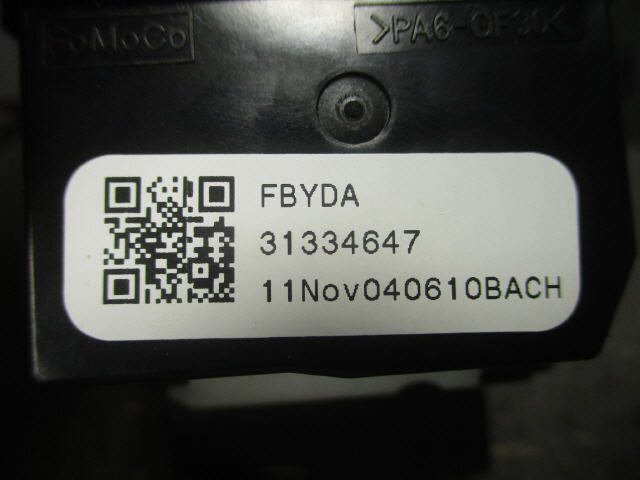 FoMoCo
>PA6-GF30<
FBYDA
31334647
11Nov040610BACH